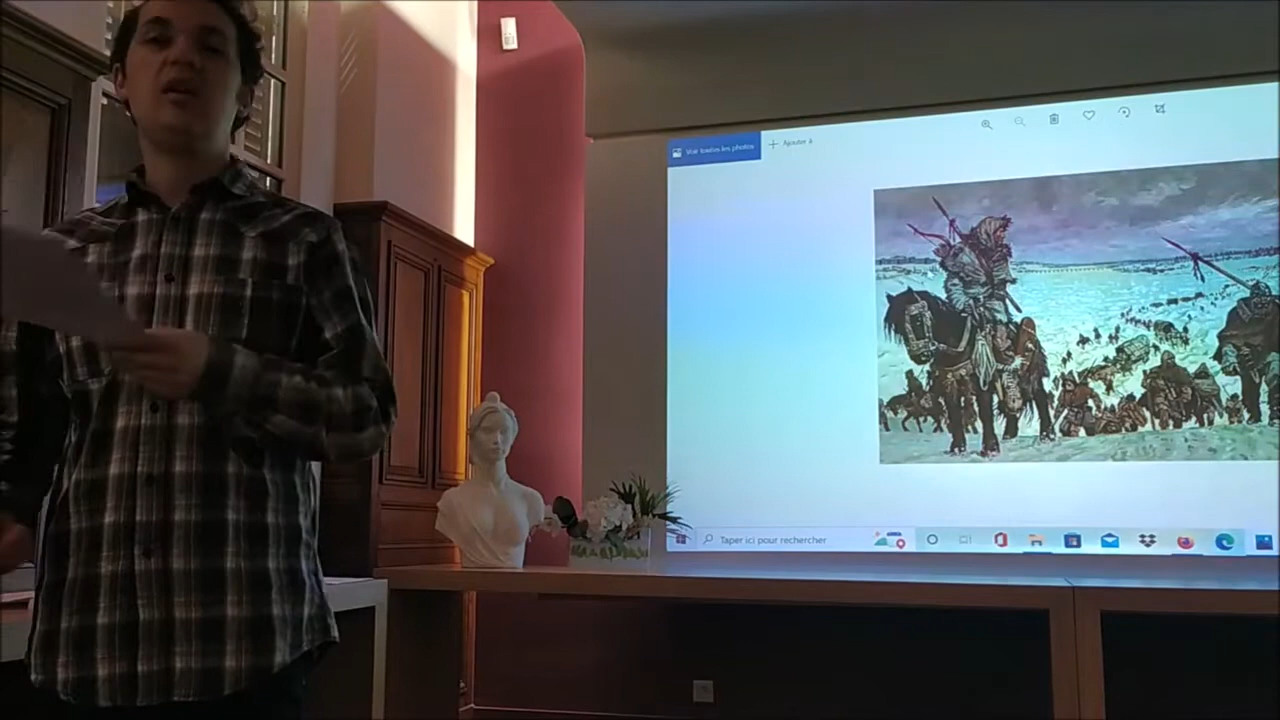 Voir toutes les photos
Ajouter à
Taper ici pour rechercher